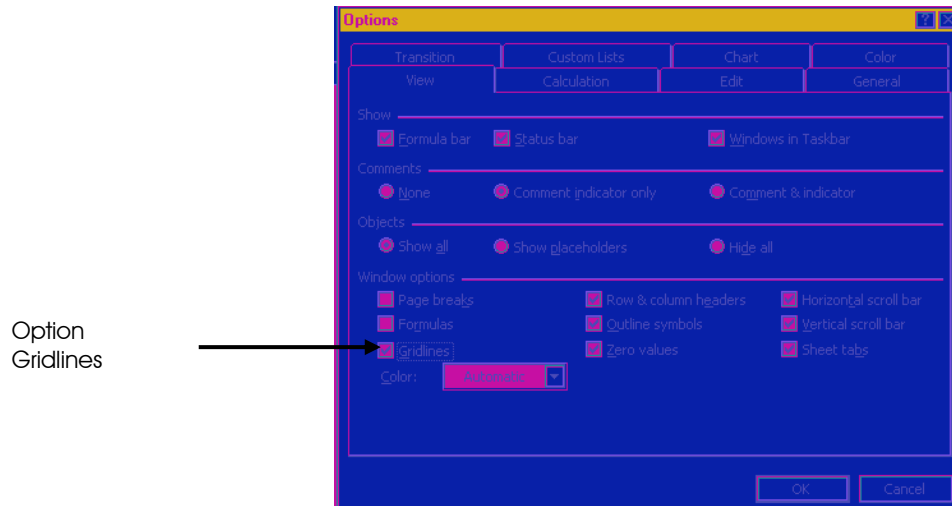 Options
Transition Custom Lists Chart Color
View Calculation Edit General
Show
Formula bar Status bar Windows in Taskbar
Comments
None Comment indicator only Comment & indicator
Objects
Show all Show placeholders Hide all
Window options
Page breaks Row & column headers Horizontal scroll bar
Formulas Outline symbols Vertical scroll bar
Gridlines Zero values Sheet tabs
Color: Automatic
OK Cancel
Option
Gridlines